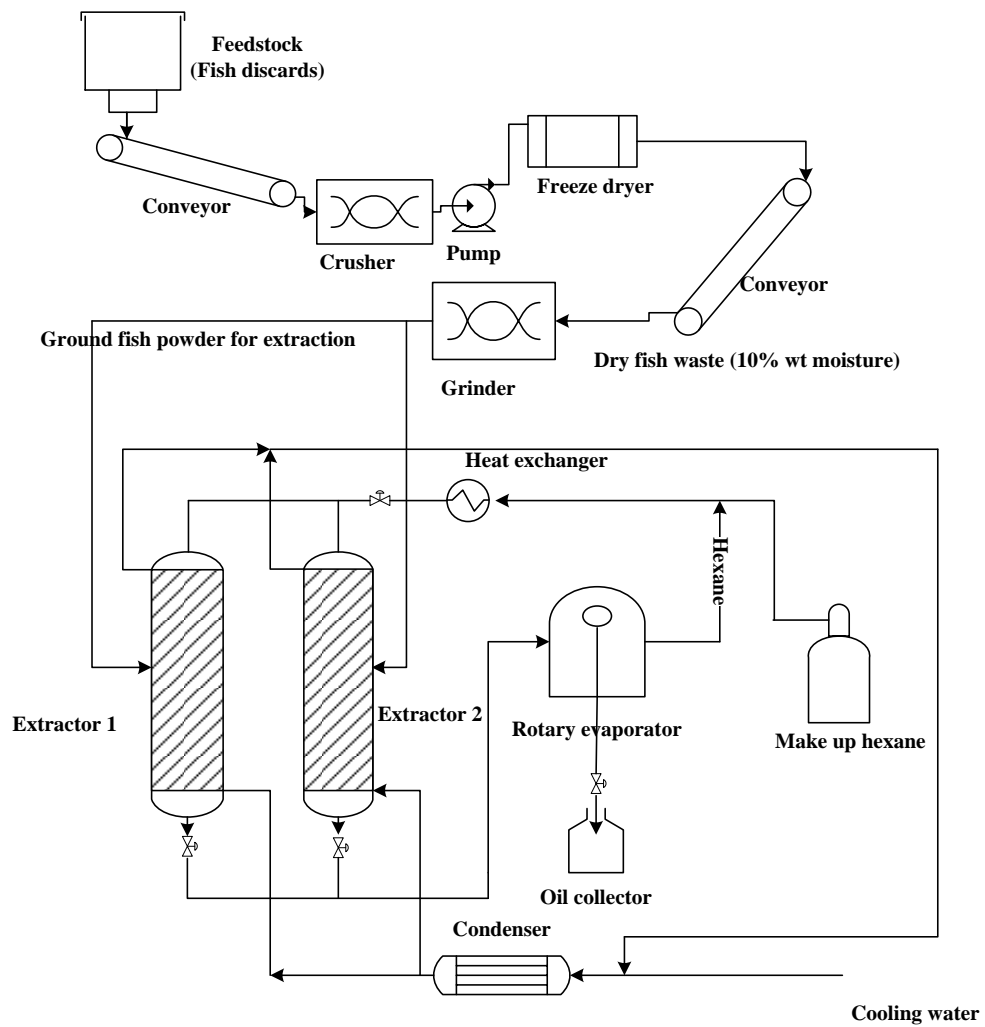 Feedstock
(Fish discards)
Conveyor
Crusher
Pump
Freeze dryer
Conveyor
Dry fish waste (10% wt moisture)
Grinder
Ground fish powder for extraction
Heat exchanger
Hexane
Extractor 1
Extractor 2
Rotary evaporator
Make up hexane
Oil collector
Condenser
Cooling water